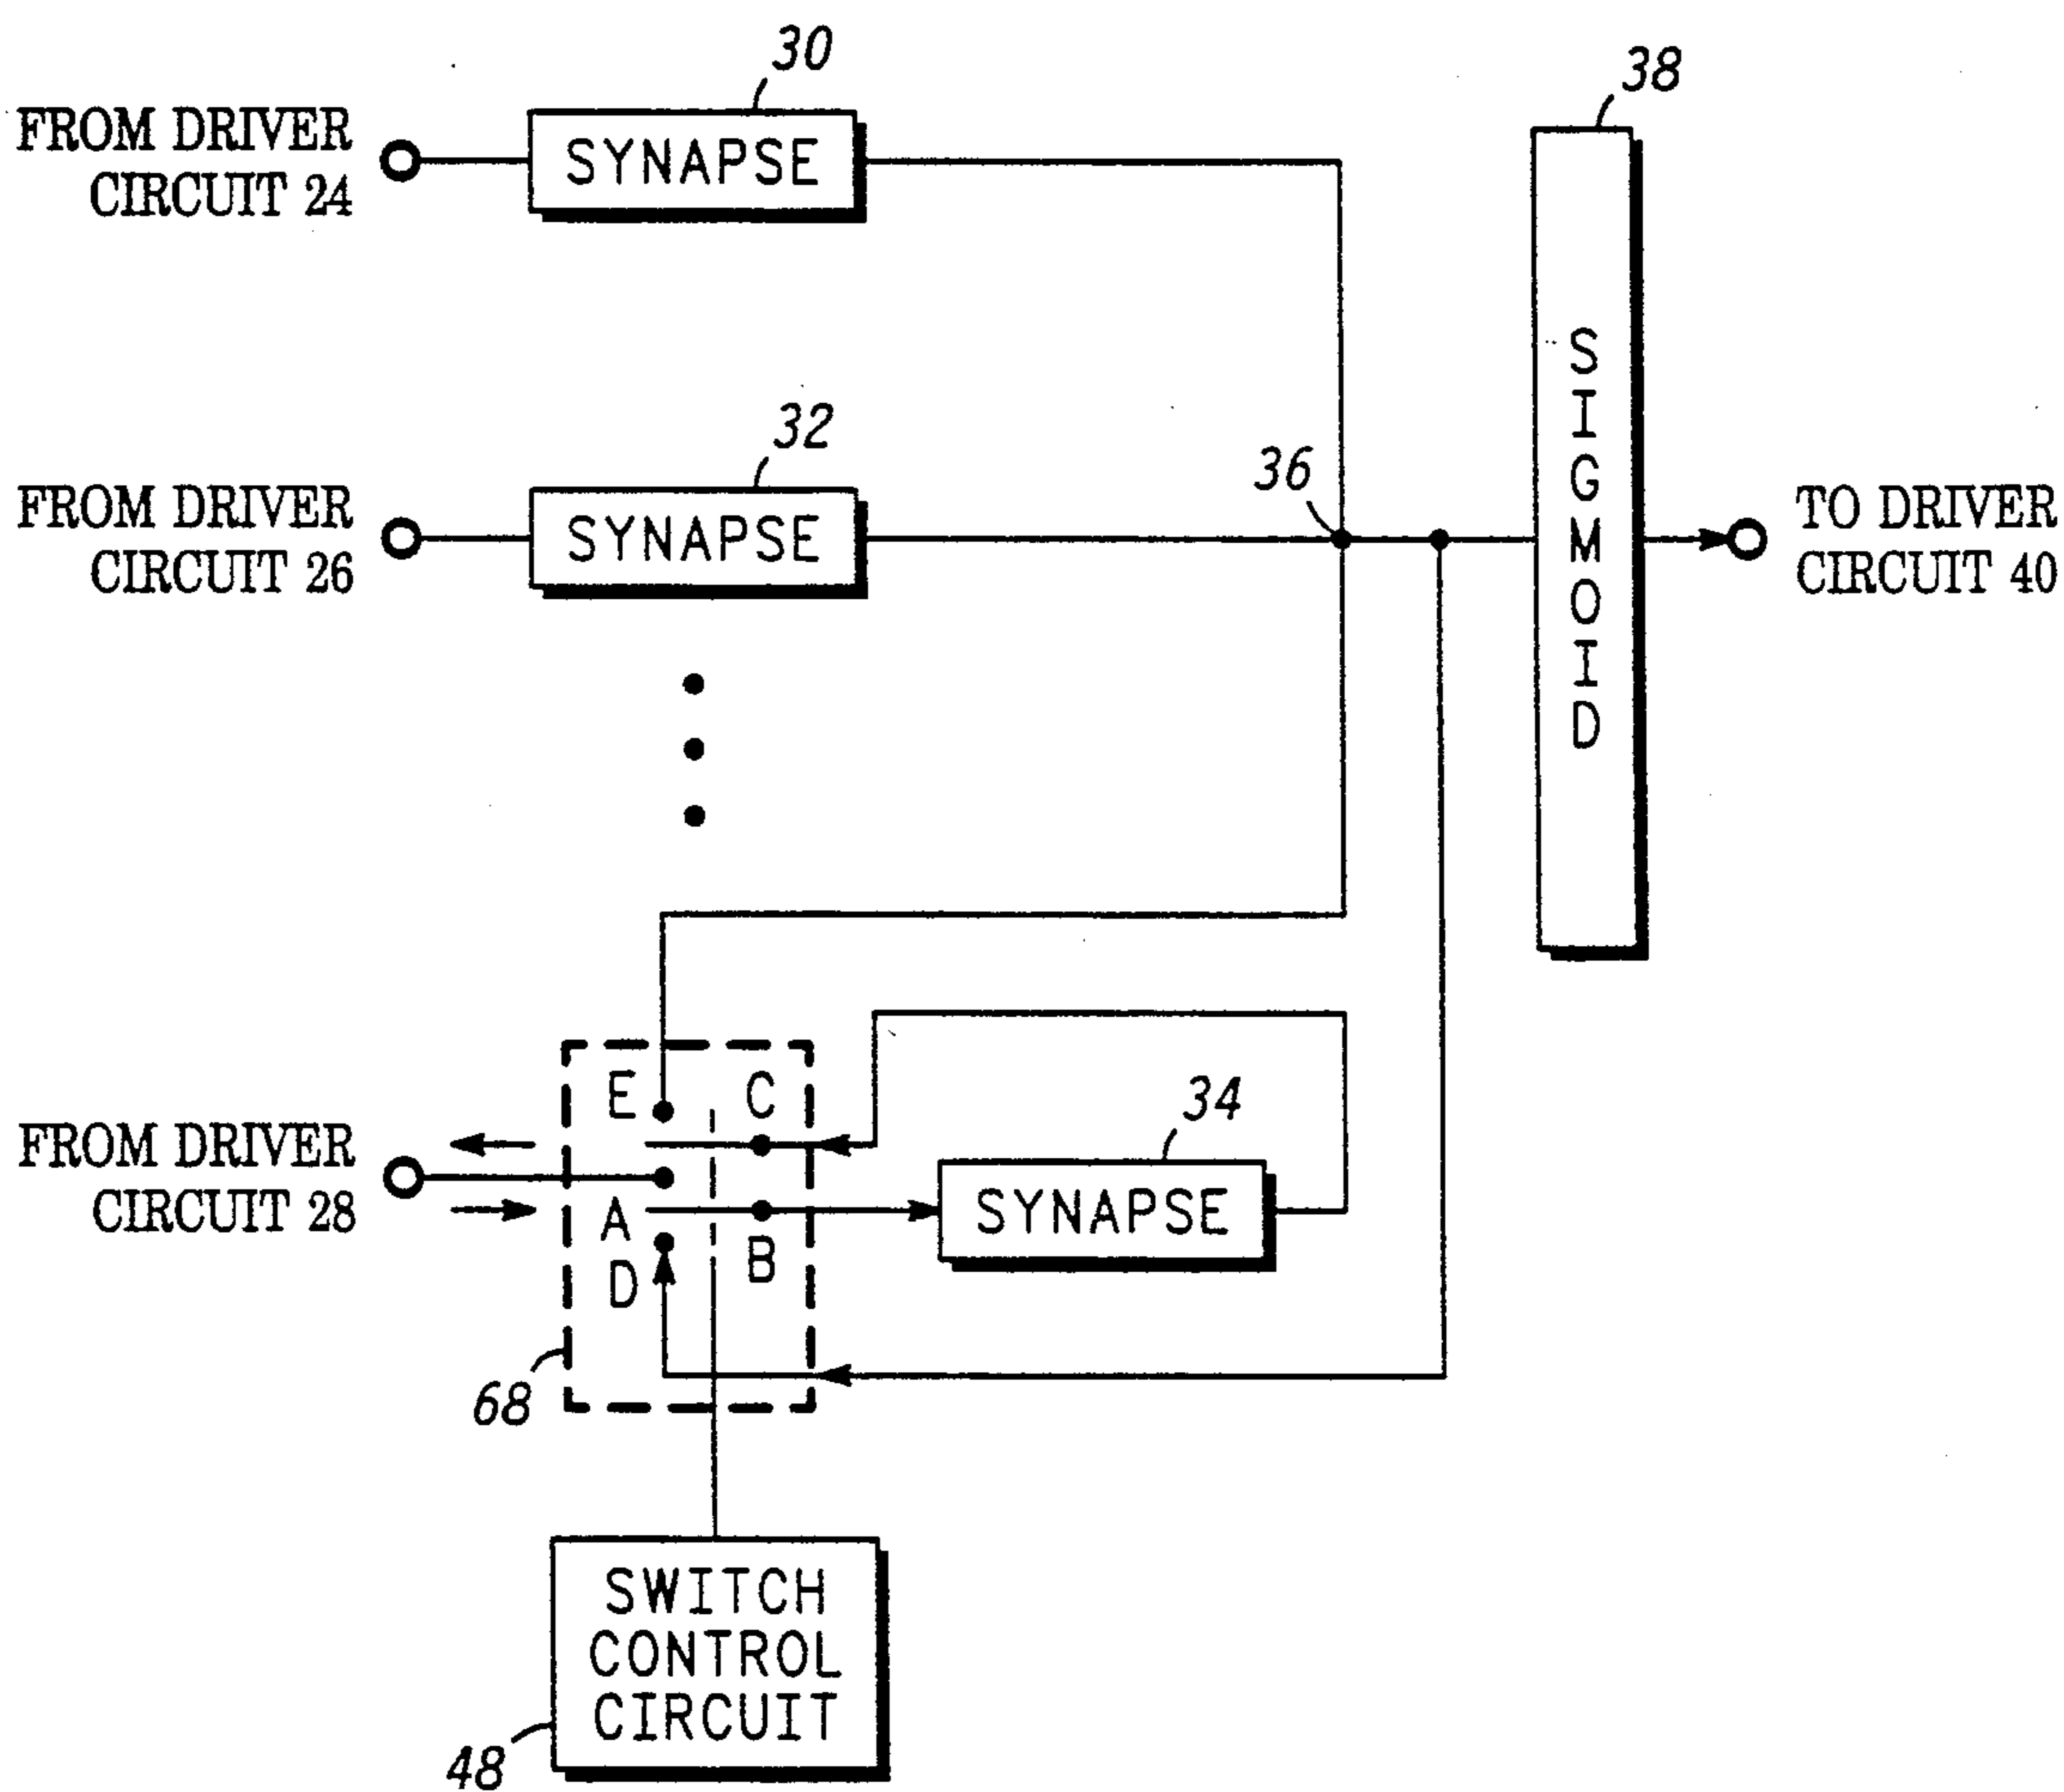 30
38
FROM DRIVER
CIRCUIT 24
SYNAPSE
32
36
FROM DRIVER
CIRCUIT 26
SYNAPSE
SIGMOID
TO DRIVER
CIRCUIT 40
E
C
34
FROM DRIVER
CIRCUIT 28
A
D
B
SYNAPSE
68
SWITCH
CONTROL
CIRCUIT
48